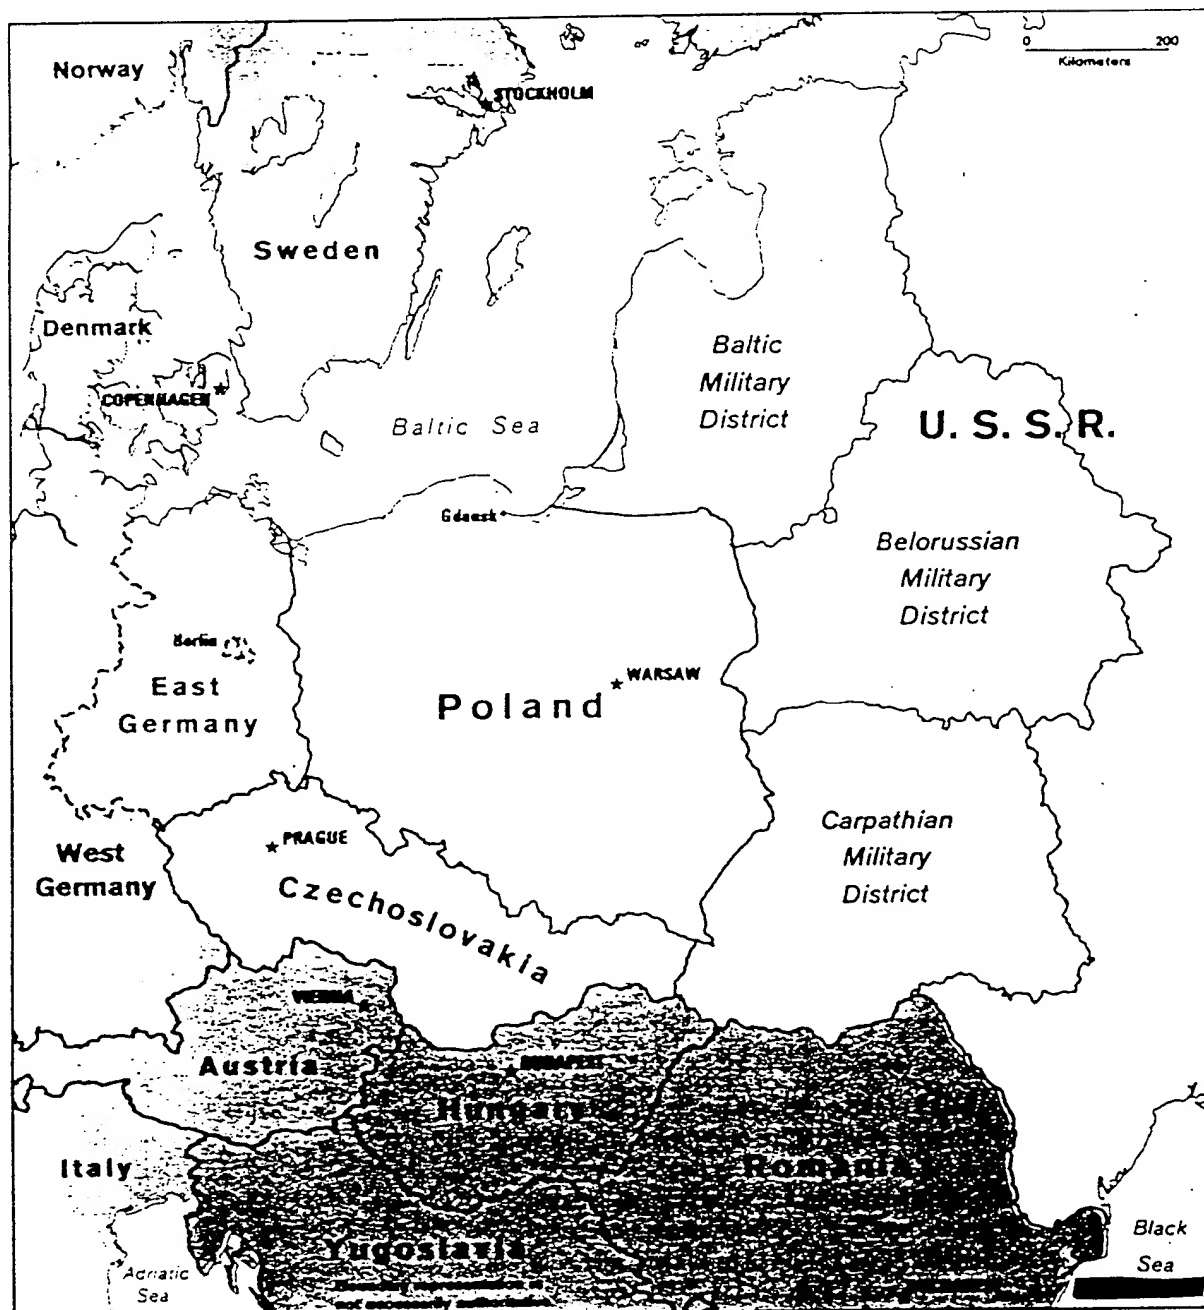 0 200
Kilometers
Norway
STOCKHOLM
Sweden
Denmark
COPENHAGEN
Baltic Sea
Baltic
Military
District
U. S. S. R.
Gdansk
Belorussian
Military
District
Berlin
East
Germany
WARSAW
Poland
PRAGUE
West
Germany
Czechoslovakia
Carpathian
Military
District
VIENNA
Austria
BUDAPEST
Hungary
Italy
Romania
Yugoslavia
Black
Sea
Adriatic
Sea
not necessarily